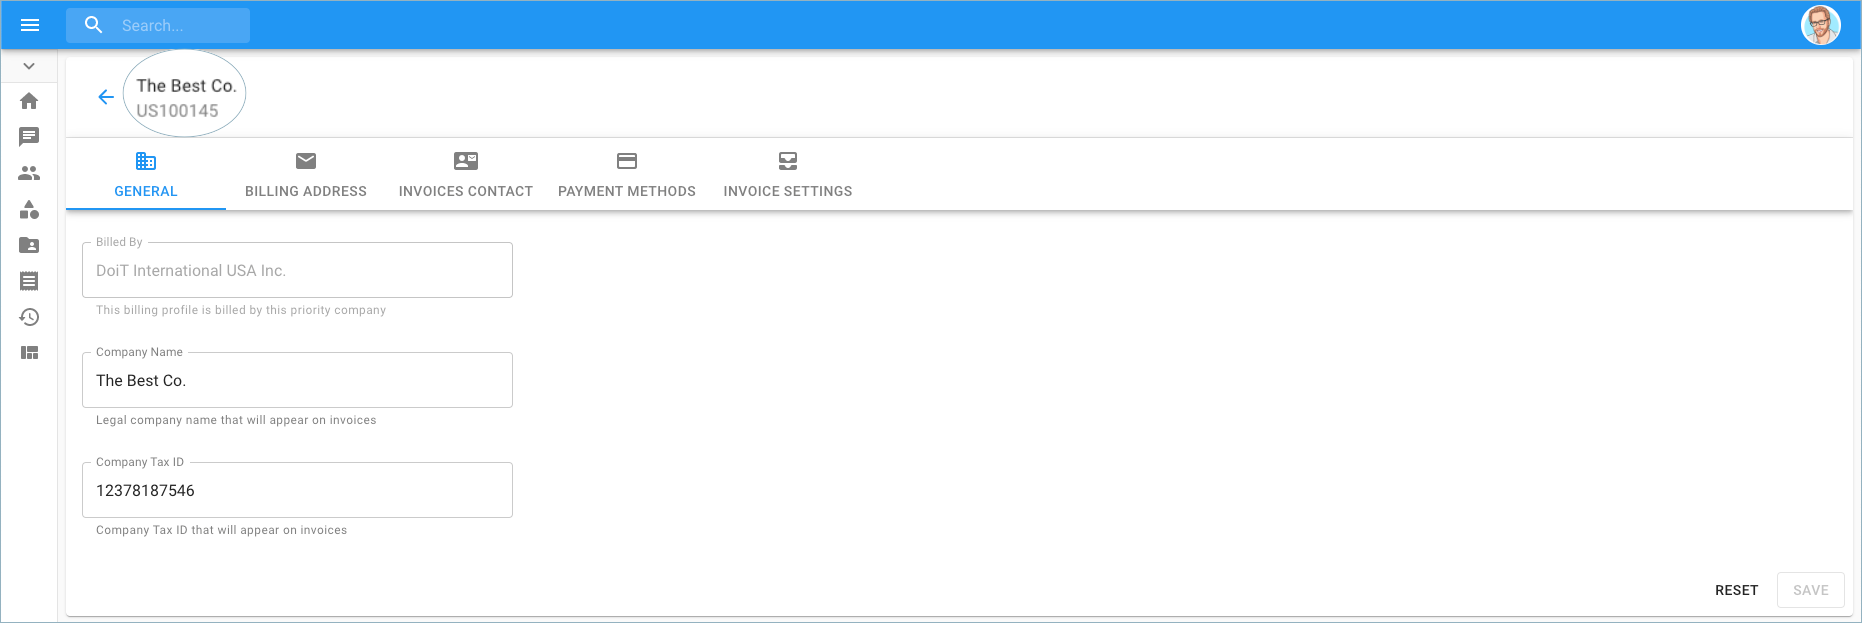 Search...
The Best Co.
US100145
GENERAL
BILLING ADDRESS
INVOICES CONTACT
PAYMENT METHODS
INVOICE SETTINGS
Billed By
DoiT International USA Inc.
This billing profile is billed by this priority company
Company Name
The Best Co.
Legal company name that will appear on invoices
Company Tax ID
12378187546
Company Tax ID that will appear on invoices
RESET
SAVE